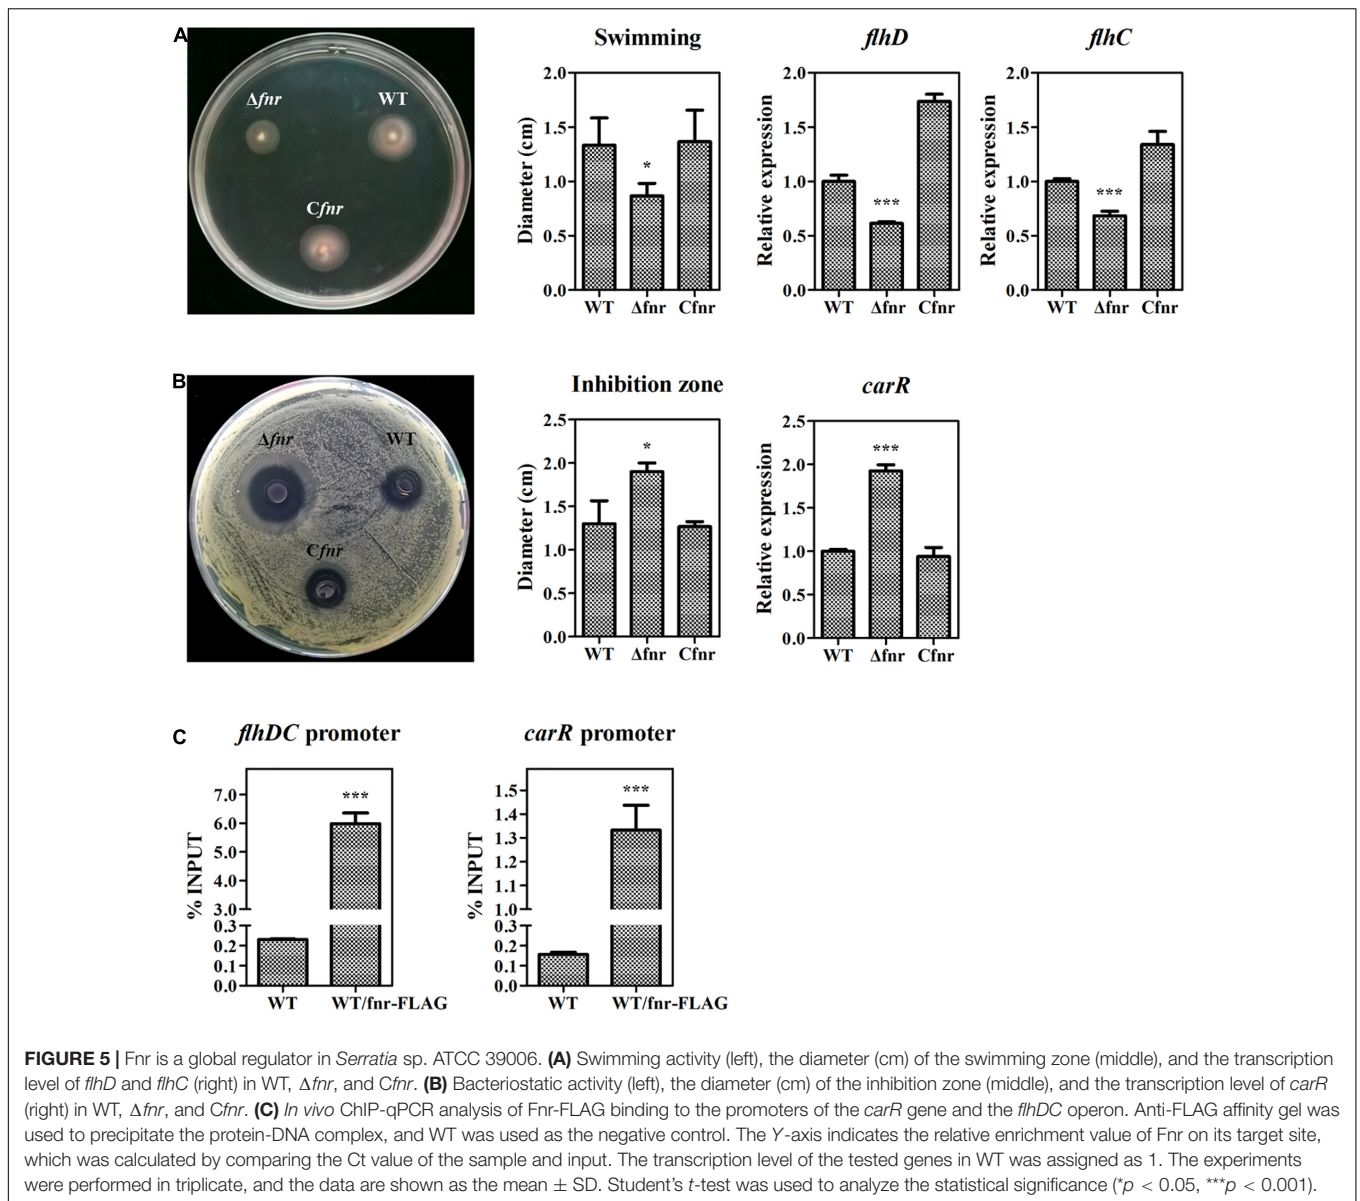 A
Δfnr
WT
Cfnr
Swimming
Diameter (cm)
2.0
1.5
1.0
0.5
0.0
*
WT Δfnr Cfnr
flhD
Relative expression
2.0
1.5
1.0
0.5
0.0
***
WT Δfnr Cfnr
flhC
Relative expression
2.0
1.5
1.0
0.5
0.0
***
WT Δfnr Cfnr
B
Δfnr
WT
Cfnr
Inhibition zone
Diameter (cm)
2.5
2.0
1.5
1.0
0.5
0.0
*
WT Δfnr Cfnr
carR
Relative expression
2.5
2.0
1.5
1.0
0.5
0.0
***
WT Δfnr Cfnr
C
flhDC promoter
% INPUT
7.0
6.0
5.0
4.0
3.0
0.3
0.2
0.1
0.0
***
WT WT/fnr-FLAG
carR promoter
% INPUT
1.5
1.4
1.3
1.2
1.1
1.0
0.3
0.2
0.1
0.0
***
WT WT/fnr-FLAG
FIGURE 5 | Fnr is a global regulator in Serratia sp. ATCC 39006. (A) Swimming activity (left), the diameter (cm) of the swimming zone (middle), and the transcription
level of flhD and flhC (right) in WT, Δfnr, and Cfnr. (B) Bacteriostatic activity (left), the diameter (cm) of the inhibition zone (middle), and the transcription level of carR
(right) in WT, Δfnr, and Cfnr. (C) In vivo ChIP-qPCR analysis of Fnr-FLAG binding to the promoters of the carR gene and the flhDC operon. Anti-FLAG affinity gel was
used to precipitate the protein-DNA complex, and WT was used as the negative control. The Y-axis indicates the relative enrichment value of Fnr on its target site,
which was calculated by comparing the Ct value of the sample and input. The transcription level of the tested genes in WT was assigned as 1. The experiments
were performed in triplicate, and the data are shown as the mean ± SD. Student's t-test was used to analyze the statistical significance (*p < 0.05, ***p < 0.001).